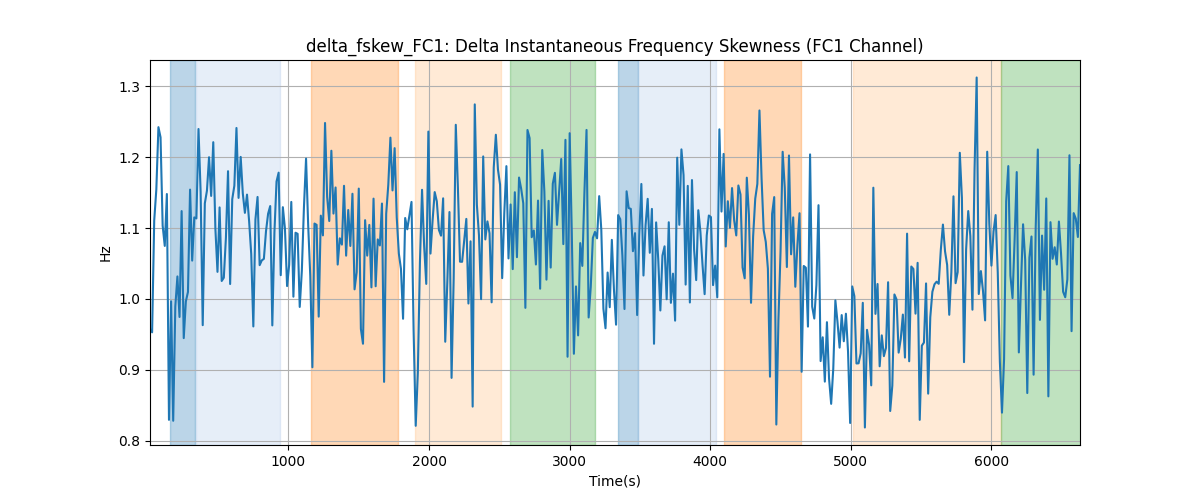 delta_fskew_FC1: Delta Instantaneous Frequency Skewness (FC1 Channel)
Hz
1.3
1.2
1.1
1.0
0.9
0.8
1000 2000 3000 4000 5000 6000
Time(s)